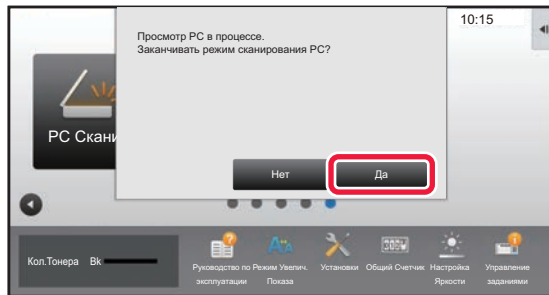 10:15
Просмотр PC в процессе.
Заканчивать режим сканирования PC?
PC Скани
Нет
Да
Кол.Тонера Bk
Руководство по
эксплуатации
Режим Увелич.
Показа
Установки
Общий Счетчик
Настройка
Яркости
Управление
заданиями